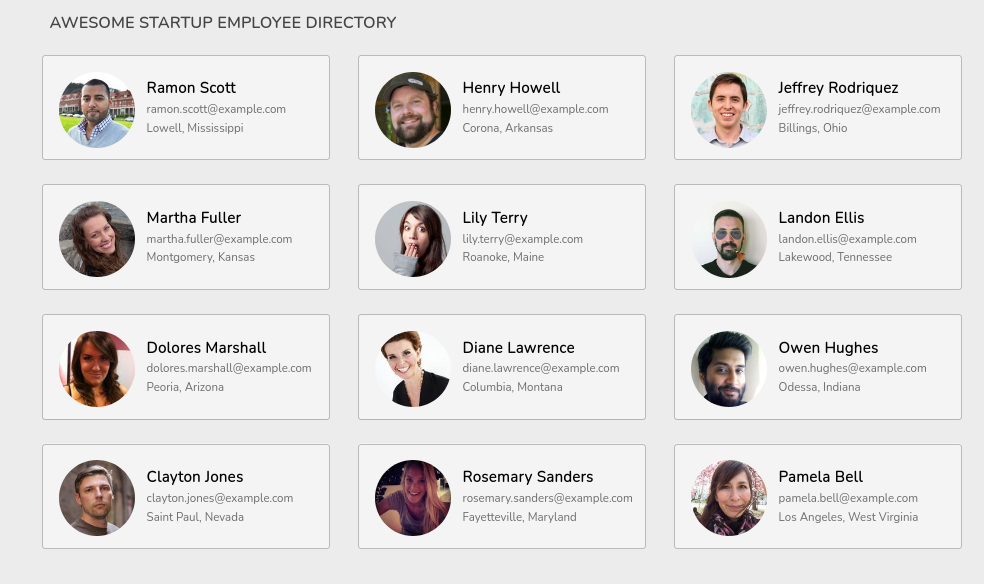 AWESOME STARTUP EMPLOYEE DIRECTORY
Ramon Scott
ramon.scott@example.com
Lowell, Mississippi
Henry Howell
henry.howell@example.com
Corona, Arkansas
Jeffrey Rodriquez
jeffrey.rodriquez@example.com
Billings, Ohio
Martha Fuller
martha.fuller@example.com
Montgomery, Kansas
Lily Terry
lily.terry@example.com
Roanoke, Maine
Landon Ellis
landon.ellis@example.com
Lakewood, Tennessee
Dolores Marshall
dolores.marshall@example.com
Peoria, Arizona
Diane Lawrence
diane.lawrence@example.com
Columbia, Montana
Owen Hughes
owen.hughes@example.com
Odessa, Indiana
Clayton Jones
clayton.jones@example.com
Saint Paul, Nevada
Rosemary Sanders
rosemary.sanders@example.com
Fayetteville, Maryland
Pamela Bell
pamela.bell@example.com
Los Angeles, West Virginia